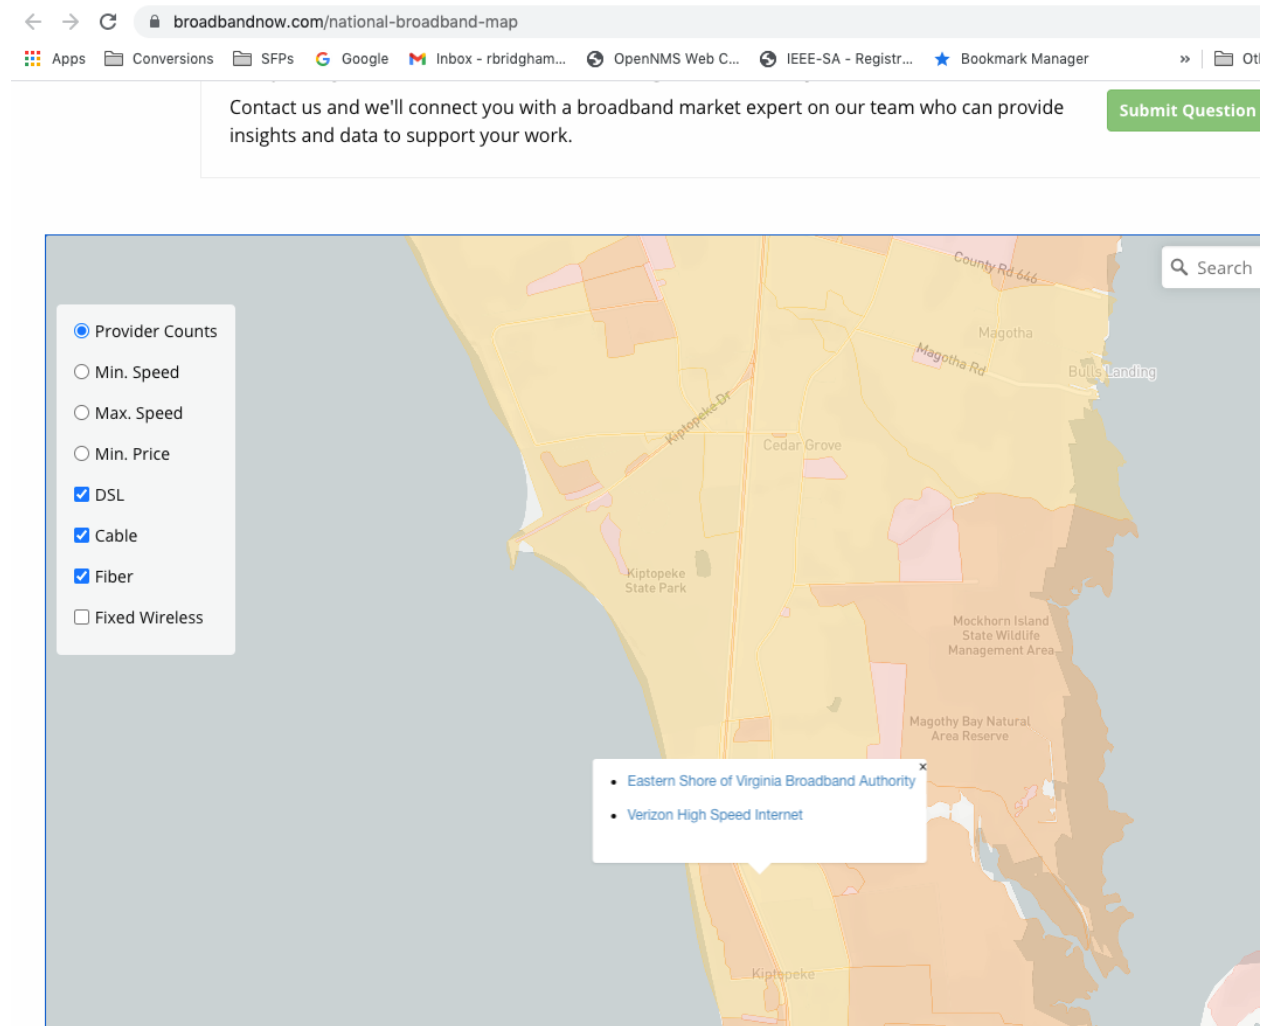 broadbandnow.com/national-broadband-map
Apps Conversions SFPs Google Inbox - rbridgham... OpenNMS Web C... IEEE-SA - Registr... Bookmark Manager » Ot
Contact us and we'll connect you with a broadband market expert on our team who can provide
insights and data to support your work.
Submit Question
Search
Provider Counts
Min. Speed
Max. Speed
Min. Price
DSL
Cable
Fiber
Fixed Wireless
County Rd 646
Magotha
Magotha Rd
Bulls Landing
Kiptopeke Dr
Cedar Grove
Kiptopeke
State Park
Mockhorn Island
State Wildlife
Management Area
Magothy Bay Natural
Area Reserve
x
• Eastern Shore of Virginia Broadband Authority
• Verizon High Speed Internet
Kiptopeke